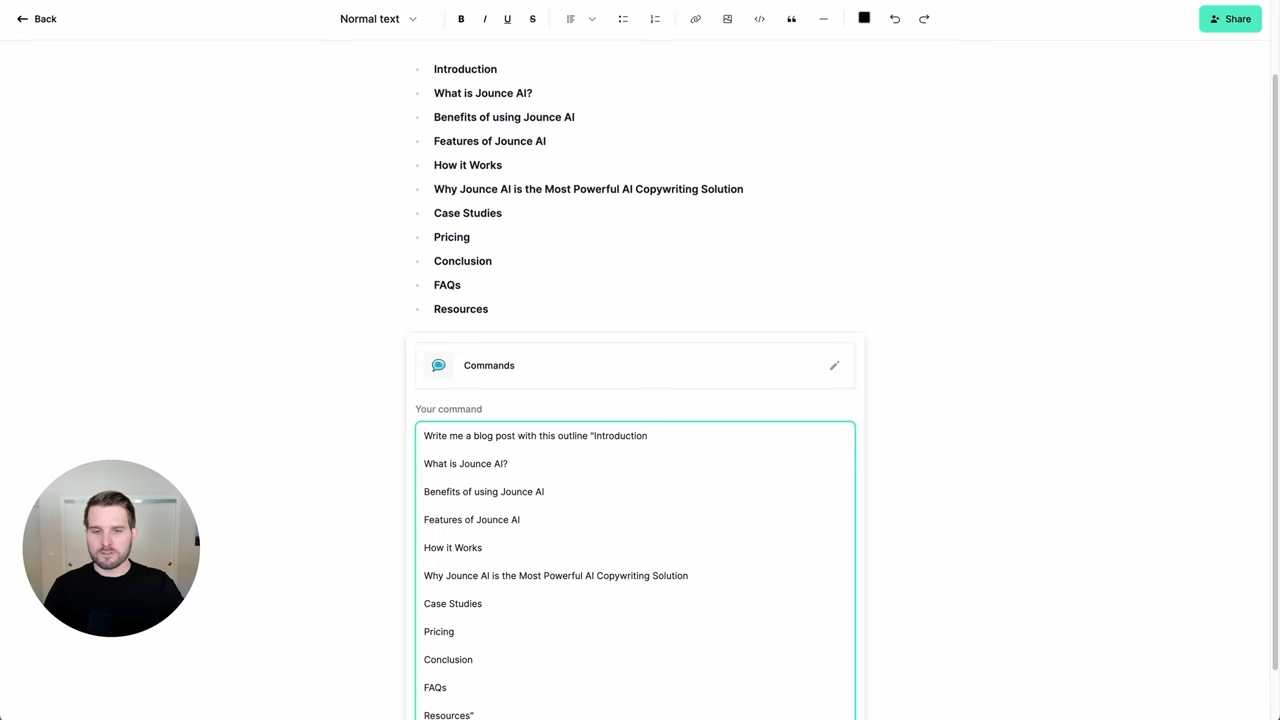 Back
Normal text
B I U S
Share
Introduction
What is Jounce AI?
Benefits of using Jounce AI
Features of Jounce AI
How it Works
Why Jounce AI is the Most Powerful AI Copywriting Solution
Case Studies
Pricing
Conclusion
FAQs
Resources
Commands
Your command
Write me a blog post with this outline "Introduction
What is Jounce AI?
Benefits of using Jounce AI
Features of Jounce AI
How it Works
Why Jounce AI is the Most Powerful AI Copywriting Solution
Case Studies
Pricing
Conclusion
FAQs
Resources"